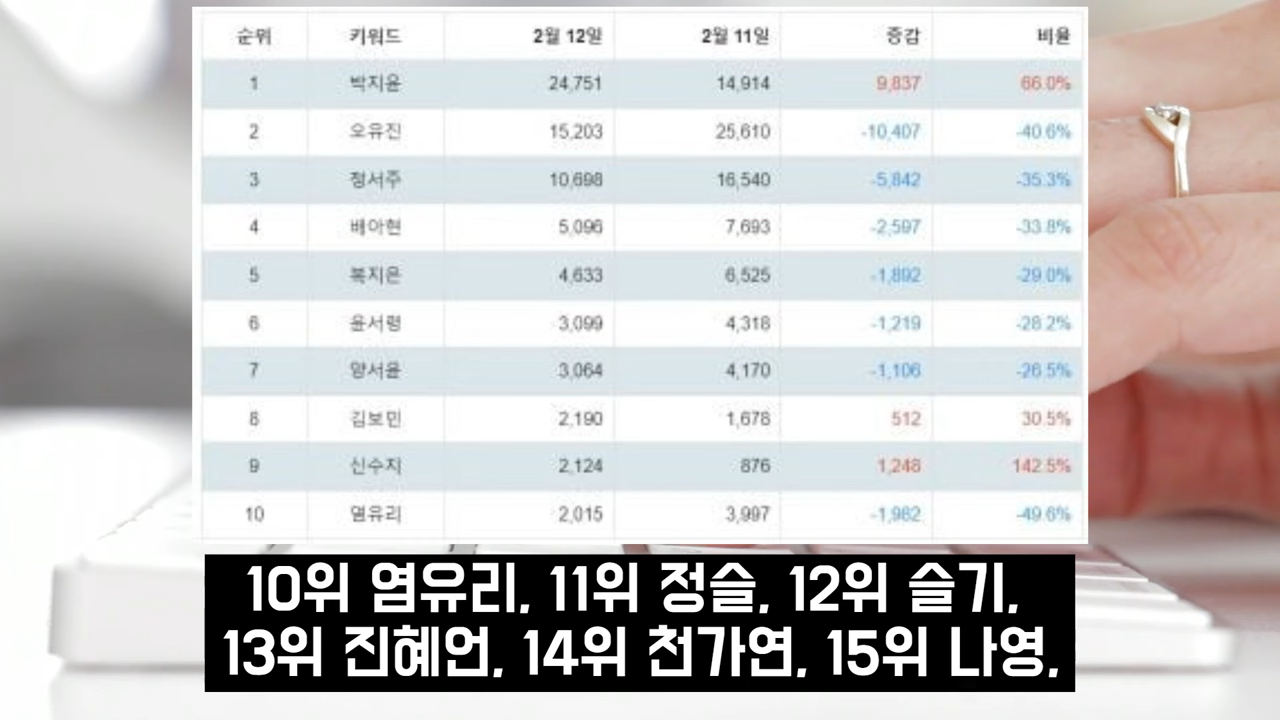 순위 키워드 2월 12일 2월 11일 증감 비율
1 박지윤 24,751 14,914 9,837 66.0%
2 오유진 15,203 25,610 -10,407 -40.6%
3 정서주 10,698 16,540 -5,842 -35.3%
4 배아현 5,096 7,693 -2,597 -33.8%
5 복지은 4,633 6,525 -1,892 -29.0%
6 윤서령 3,099 4,318 -1,219 -28.2%
7 양서윤 3,064 4,170 -1,106 -26.5%
8 김보민 2,190 1,678 512 30.5%
9 신수지 2,124 876 1,248 142.5%
10 염유리 2,015 3,997 -1,982 -49.6%
10위 염유리, 11위 정슬, 12위 슬기,
13위 진혜언, 14위 천가연, 15위 나영,